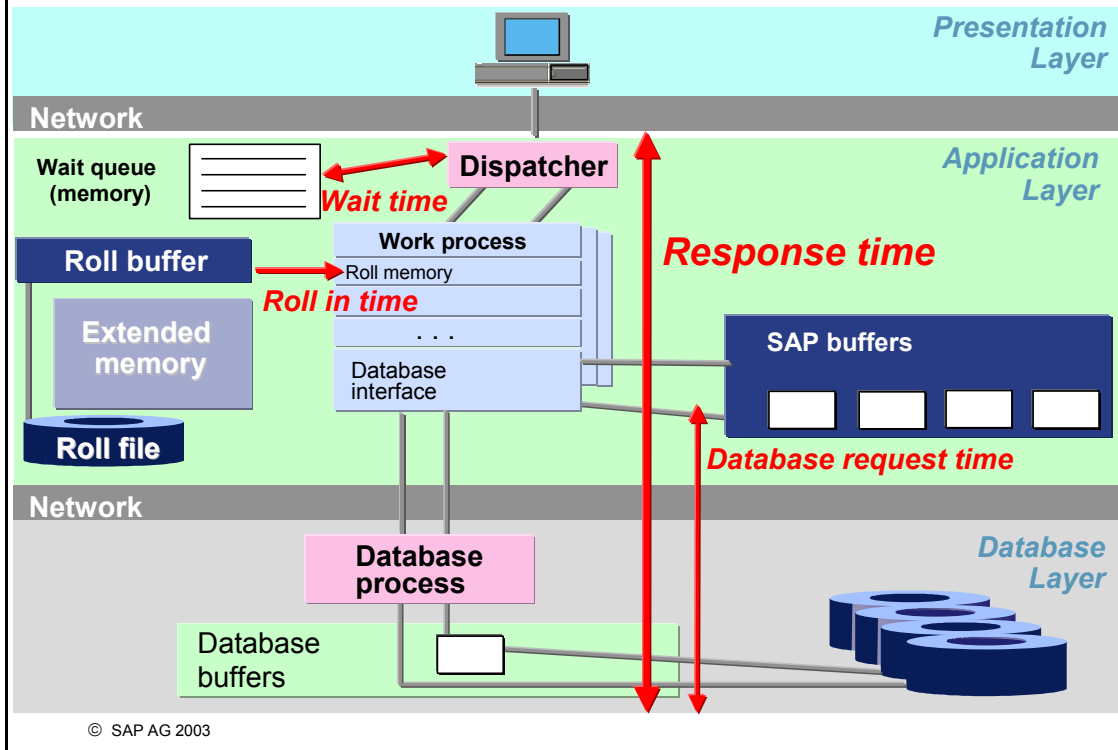 Presentation
Layer
Network
Wait queue
(memory)
Dispatcher
Application
Layer
Wait time
Work process
Roll buffer
Roll memory
Response time
Roll in time
Extended
memory
. . .
SAP buffers
Database
interface
Roll file
Database request time
Network
Database
process
Database
Layer
Database
buffers
© SAP AG 2003